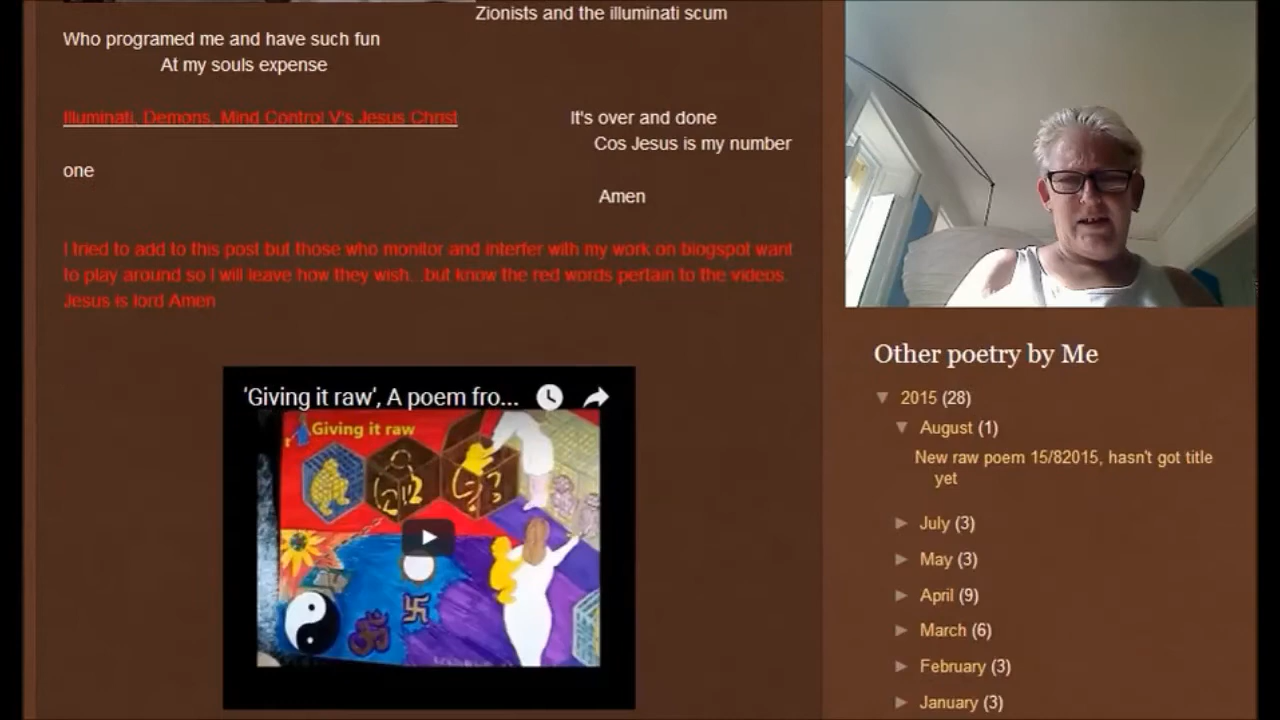 Zionists and the illuminati scum
Who programed me and have such fun
At my souls expense
Illuminati, Demons, Mind Control V's Jesus Christ
It's over and done
Cos Jesus is my number
one
Amen
I tried to add to this post but those who monitor and interfer with my work on blogspot want
to play around so I will leave how they wish...but know the red words pertain to the videos.
Jesus is lord Amen
'Giving it raw', A poem fro...
Giving it raw
Other poetry by Me
▼ 2015 (28)
▼ August (1)
New raw poem 15/82015, hasn't got title
yet
► July (3)
► May (3)
► April (9)
► March (6)
► February (3)
► January (3)